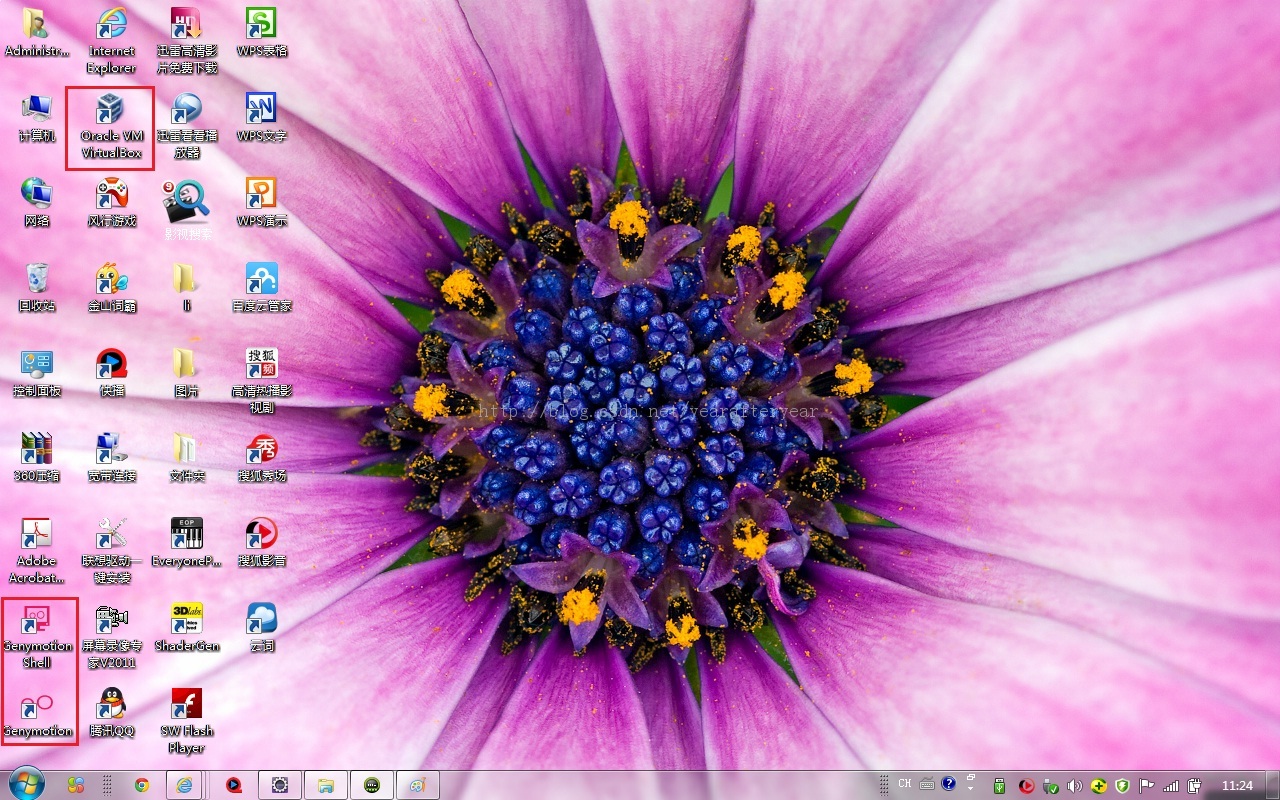 Administr...
Internet
Explorer
迅雷高清影
片免费下载
WPS表格
计算机
Oracle VM
VirtualBox
迅雷看看播
放器
WPS文字
网络
风行游戏
影视搜索
WPS演示
回收站
金山词霸
li
百度云管家
控制面板
快播
图片
搜狐
视频
高清热播影
视剧
http://blog.csdn.net/yearafteryear
360压缩
宽带连接
文件夹
搜狐秀场
Adobe
Acrobat...
联想驱动一
键安装
EOP
EveryoneP...
搜狐影音
Genymotion
Shell
屏幕录像专
家V2011
3Dlabs
ShaderGen
云词
Genymotion
腾讯QQ
SW Flash
Player
CH
11:24